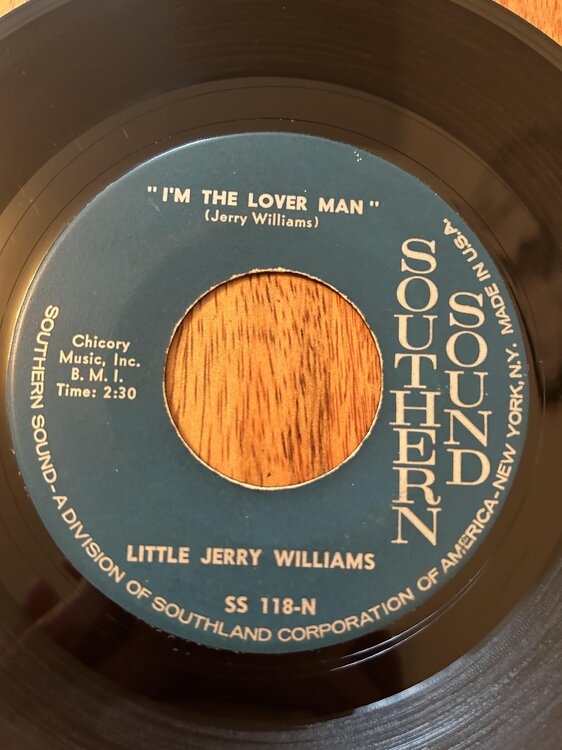 "I'M THE LOVER MAN"
(Jerry Williams)
SOUTHERN
SOUND
Chicory
Music, Inc.
B. M. I.
Time: 2:30
LITTLE JERRY WILLIAMS
SS 118-N
SOUTHERN SOUND-A DIVISION OF SOUTHLAND CORPORATION OF AMERICA-NEW YORK, N.Y. MADE IN U.S.A.